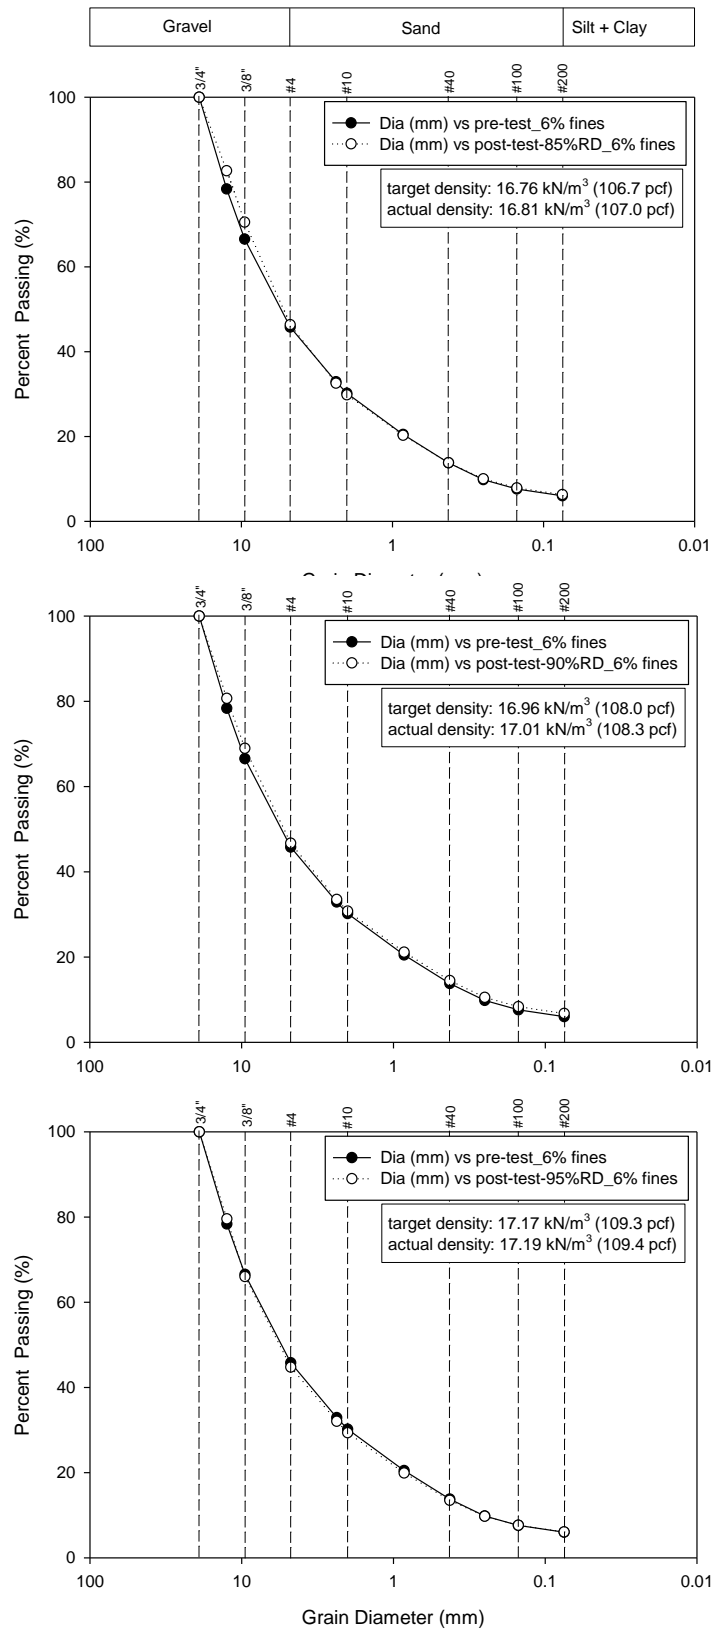 Gravel Sand Silt + Clay
3/4" 3/8" #4 #10 #40 #100 #200
100
80
60
40
20
0
Percent Passing (%)
Dia (mm) vs pre-test_6% fines
Dia (mm) vs post-test-85%RD_6% fines
target density: 16.76 kN/m³ (106.7 pcf)
actual density: 16.81 kN/m³ (107.0 pcf)
100 10 1 0.1 0.01
3/4" 3/8" #4 #10 #40 #100 #200
100
80
60
40
20
0
Percent Passing (%)
Dia (mm) vs pre-test_6% fines
Dia (mm) vs post-test-90%RD_6% fines
target density: 16.96 kN/m³ (108.0 pcf)
actual density: 17.01 kN/m³ (108.3 pcf)
100 10 1 0.1 0.01
3/4" 3/8" #4 #10 #40 #100 #200
100
80
60
40
20
0
Percent Passing (%)
Dia (mm) vs pre-test_6% fines
Dia (mm) vs post-test-95%RD_6% fines
target density: 17.17 kN/m³ (109.3 pcf)
actual density: 17.19 kN/m³ (109.4 pcf)
100 10 1 0.1 0.01
Grain Diameter (mm)